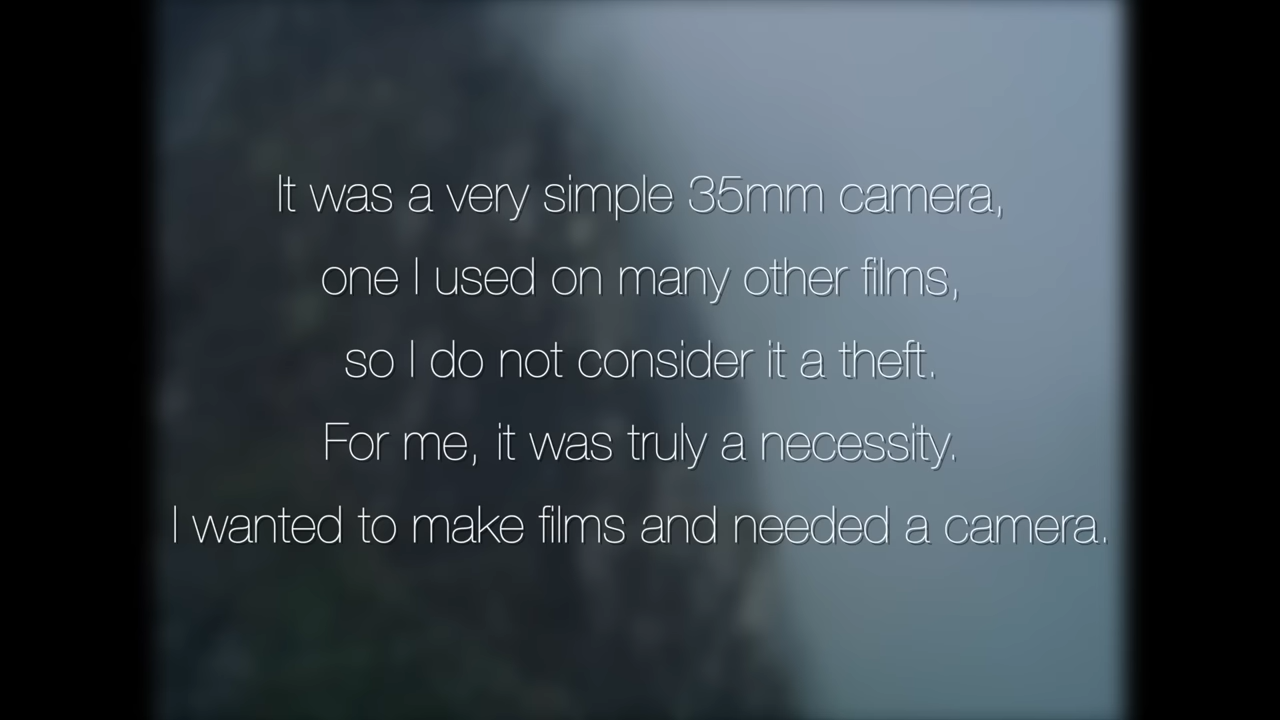 It was a very simple 35mm camera,
one I used on many other films,
so I do not consider it a theft.
For me, it was truly a necessity.
I wanted to make films and needed a camera.